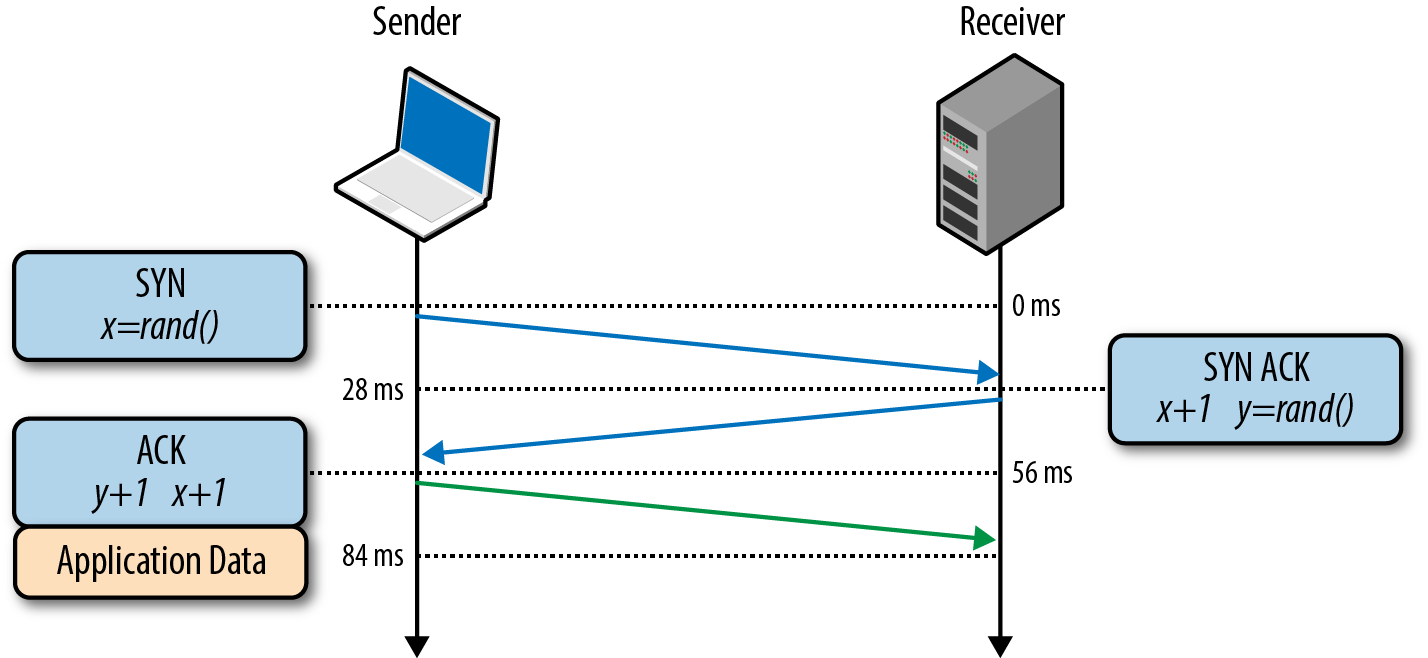 Sender
Receiver
SYN
x=rand()
0 ms
28 ms
SYN ACK
x+1 y=rand()
ACK
y+1 x+1
56 ms
Application Data
84 ms